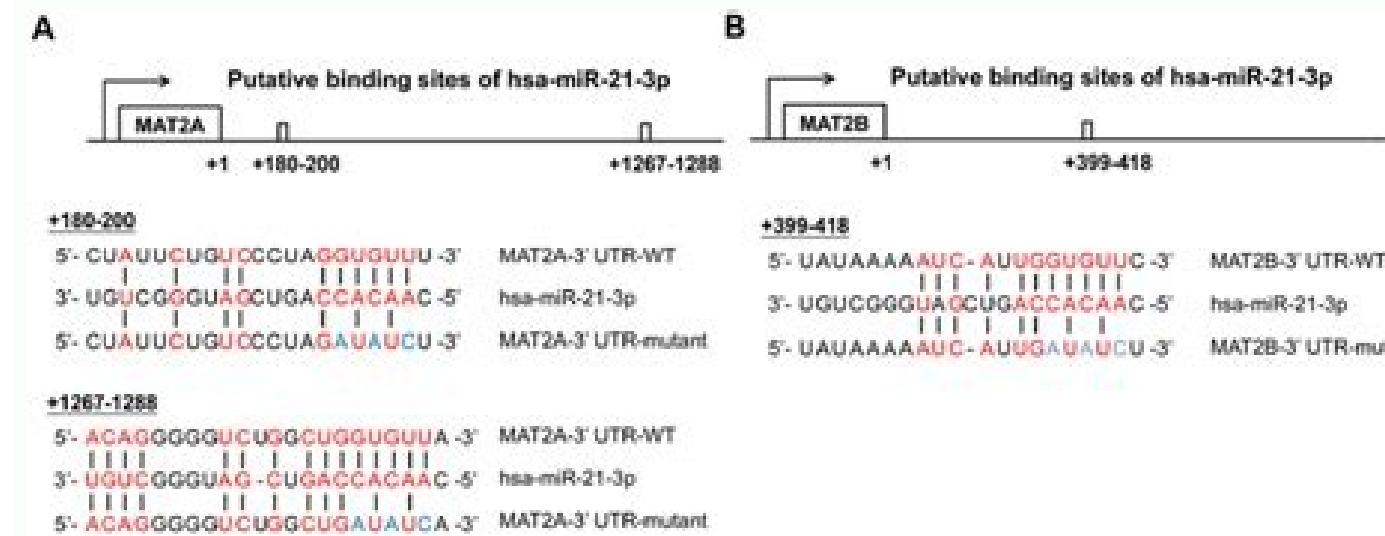 A
Putative binding sites of hsa-miR-21-3p
MAT2A
+1 +180-200 +1267-1288
+180-200
5'- CUAUUCUGUCCCUAGGUGUUU -3' MAT2A-3' UTR-WT
3'- UGUCGGGUAGCUGACCACAAC -5' hsa-miR-21-3p
5'- CUAUUCUGUCCCUAGAUAUCU -3' MAT2A-3' UTR-mutant
+1267-1288
5'- ACAGGGGGUCUGGCUGGUGUUA -3' MAT2A-3' UTR-WT
3'- UGUCGGGUAG-CUGACCACAAC -5' hsa-miR-21-3p
5'- ACAGGGGGUCUGGCUGAUAUCA -3' MAT2A-3' UTR-mutant
B
Putative binding sites of hsa-miR-21-3p
MAT2B
+1 +399-418
+399-418
5'- UAUAAAAAUC-AUUGGUGUUC -3' MAT2B-3' UTR-WT
3'- UGUCGGGUAGCUGACCACAAC -5' hsa-miR-21-3p
5'- UAUAAAAAUC-AUUGAUAUCU -3' MAT2B-3' UTR-mu